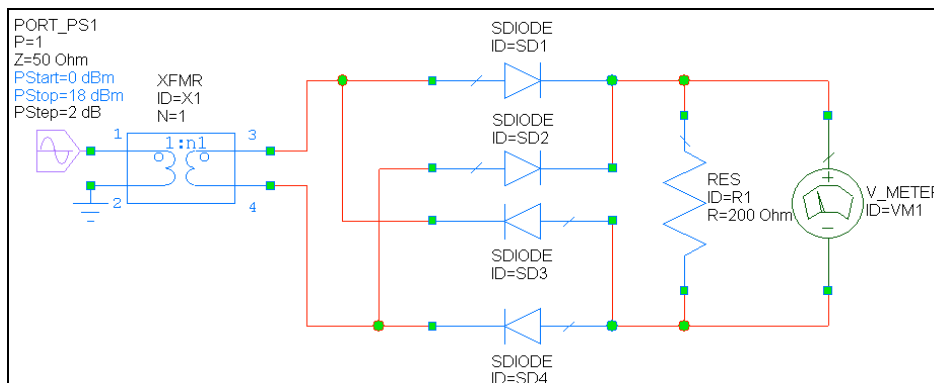 PORT_PS1
P=1
Z=50 Ohm
PStart=0 dBm
PStop=18 dBm
PStep=2 dB
XFMR
ID=X1
N=1
1
3
1:n1
2
4
SDIODE
ID=SD1
SDIODE
ID=SD2
SDIODE
ID=SD3
SDIODE
ID=SD4
RES
ID=R1
R=200 Ohm
V_METER
ID=VM1